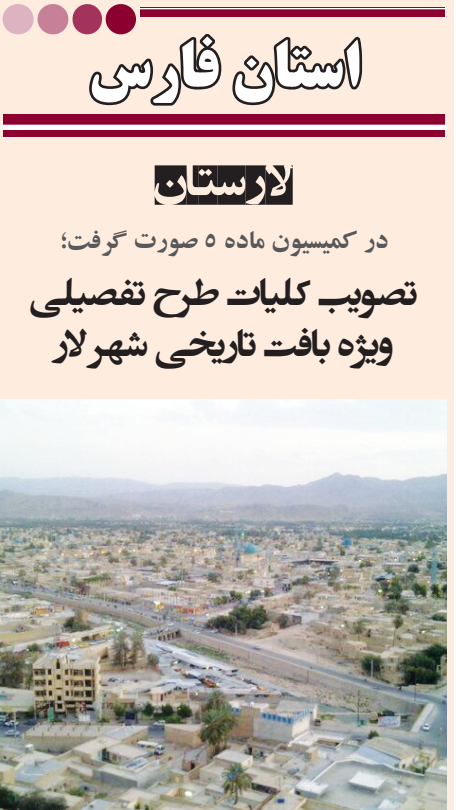 استان فارس
لارستان
در کمیسیون ماده ۵ صورت گرفت؛
تصویب کلیات طرح تفصیلی
ویژه بافت تاریخی شهر لار